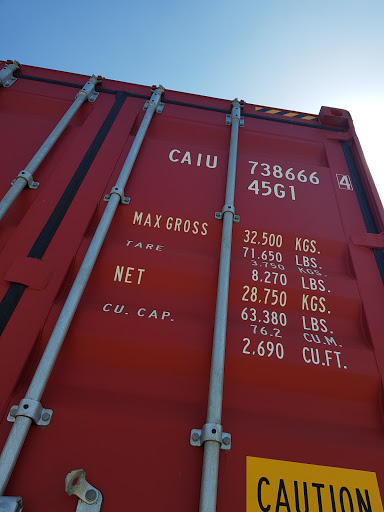 CAIU 738666 4
45G1
MAX GROSS 32.500 KGS.
71.650 LBS.
TARE 3.750 KGS.
8.270 LBS.
NET 28.750 KGS.
63.380 LBS.
CU. CAP. 76.2 CU.M.
2.690 CU.FT.
CAUTION